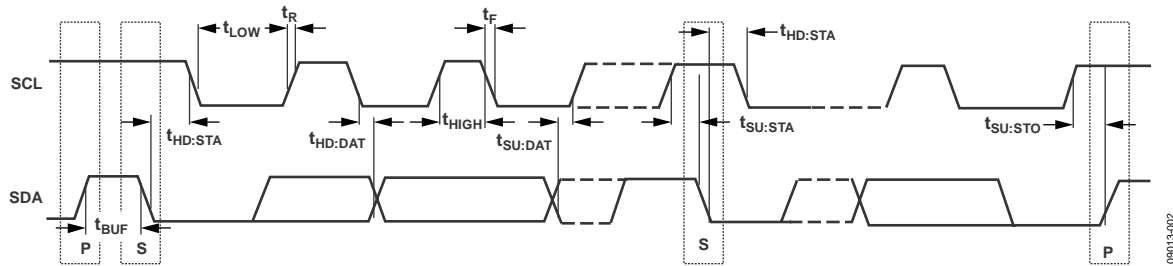 tR
tF
tLOW
tHD:STA
SCL
tHD:STA
tHD:DAT
tHIGH
tSU:DAT
tSU:STA
tSU:STO
SDA
tBUF
P
S
S
P
09013-002